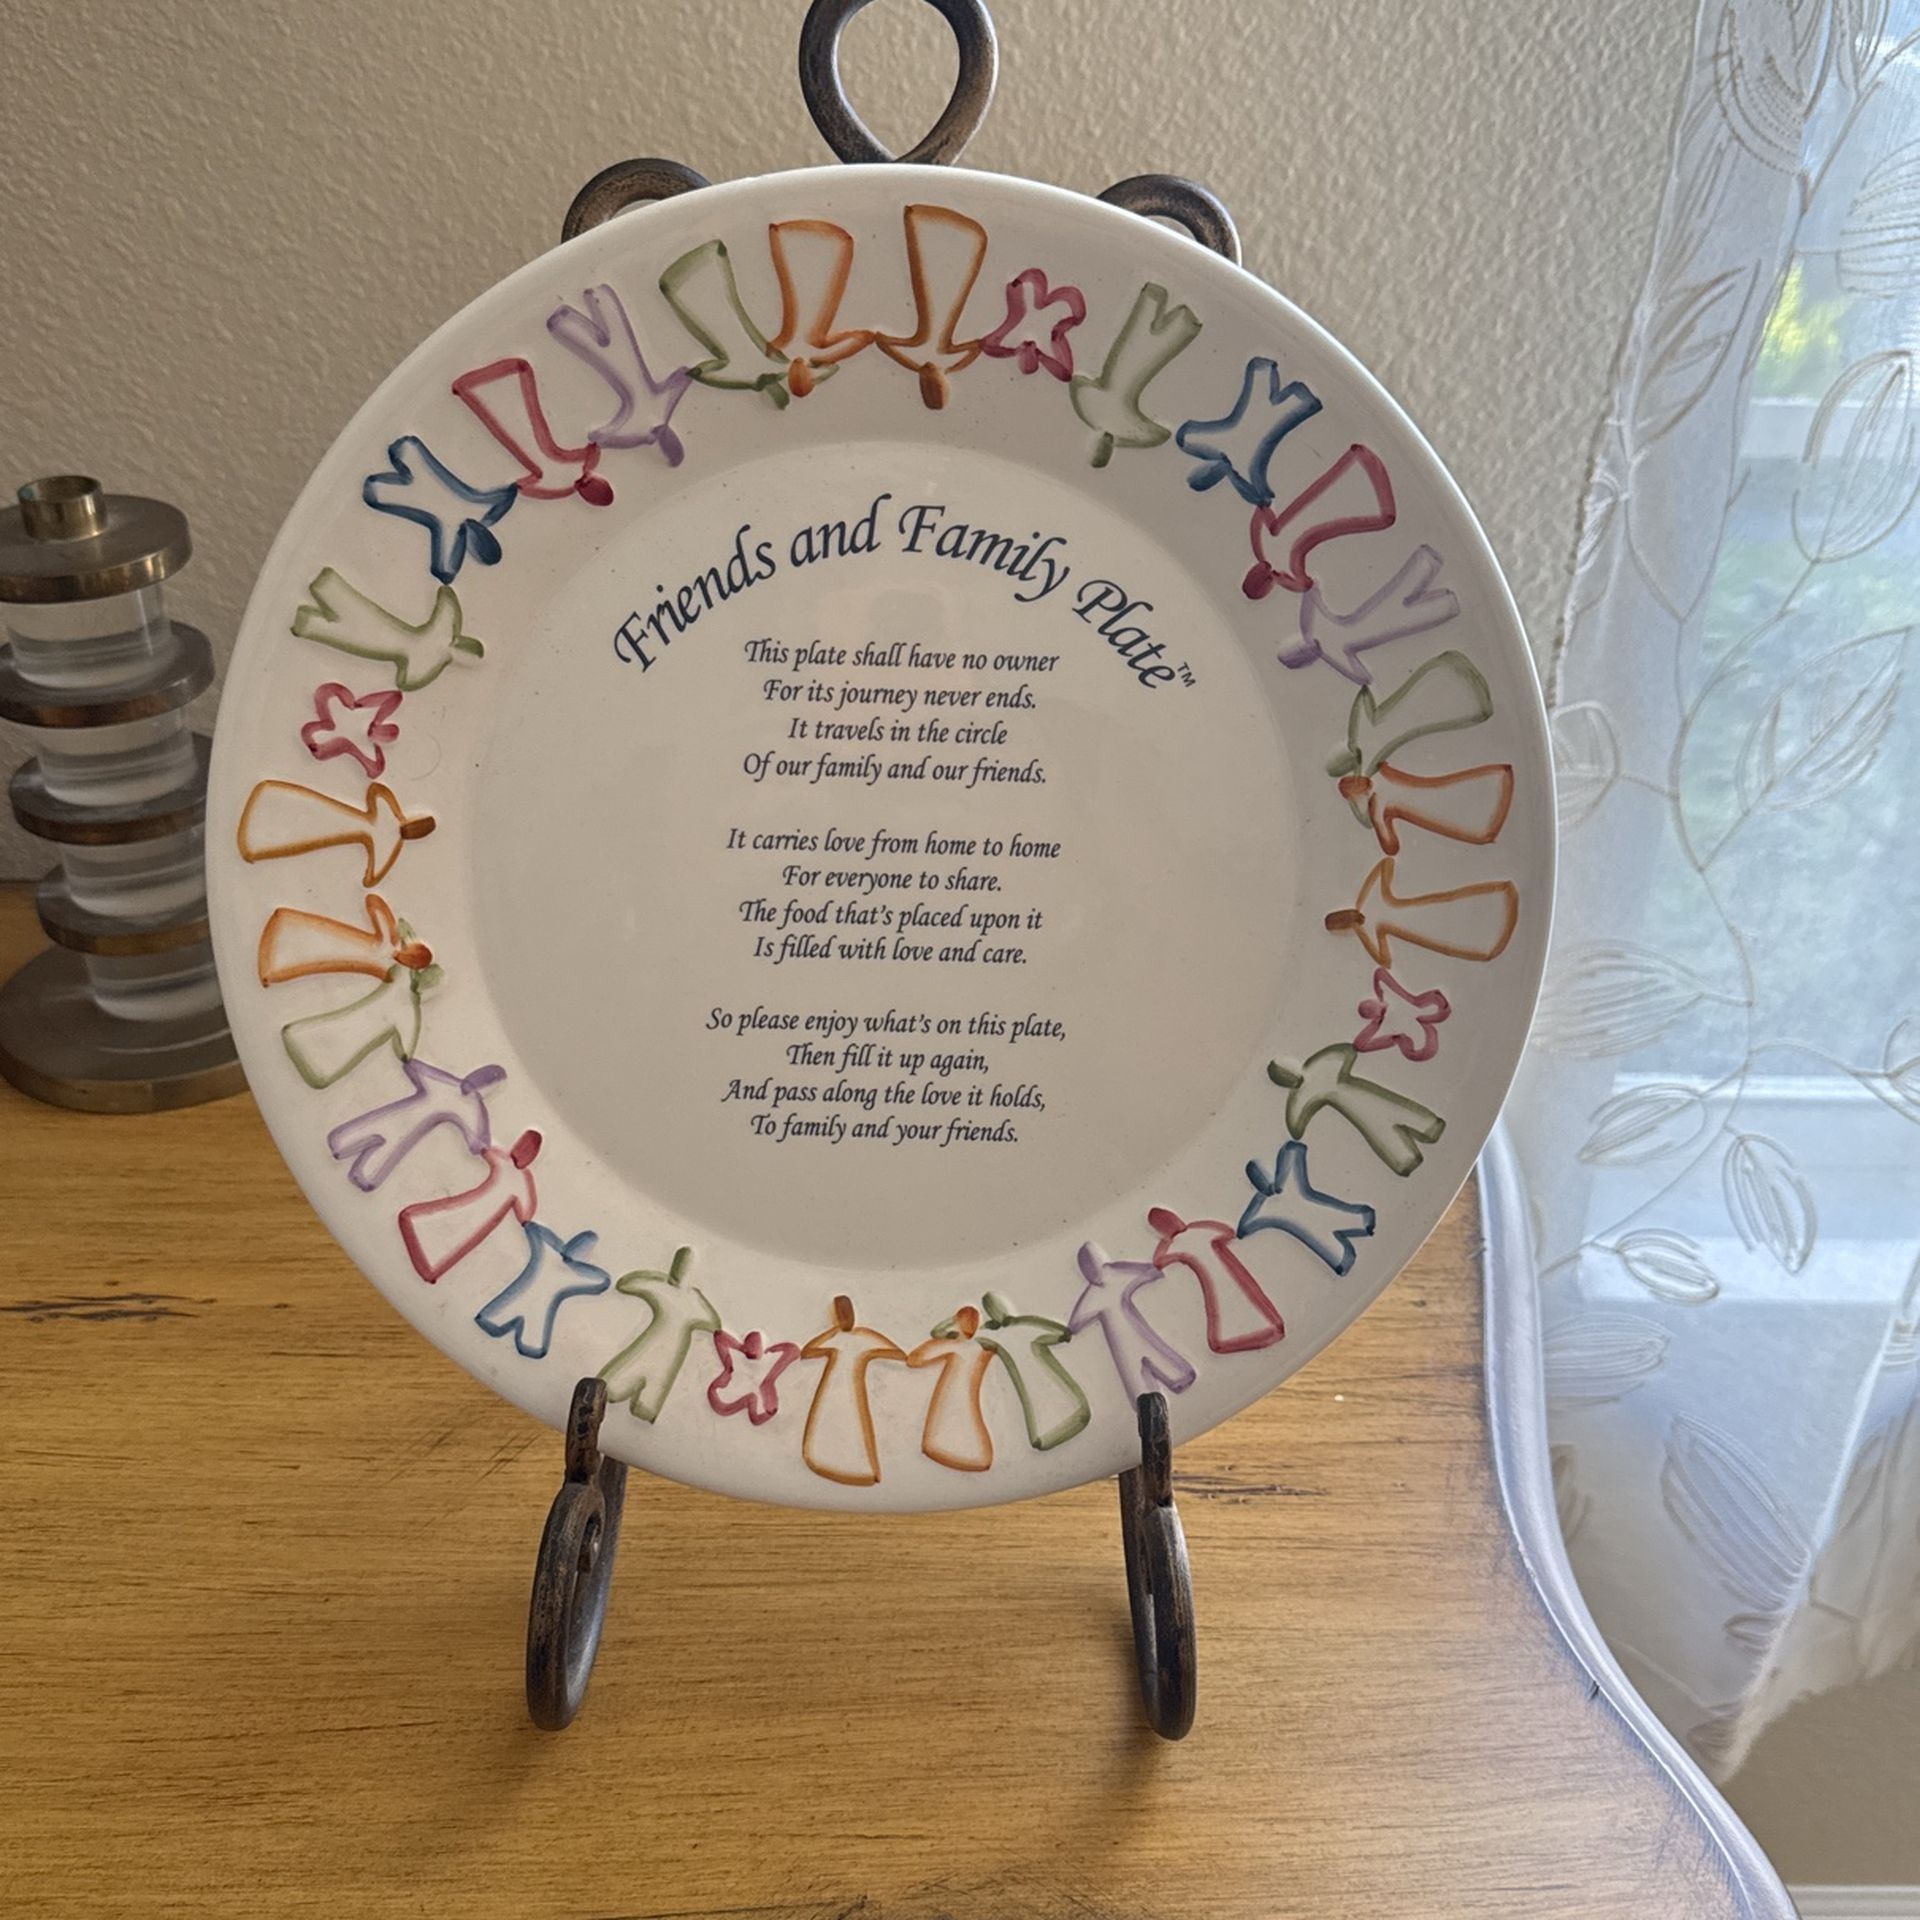 Friends and Family Plate™
This plate shall have no owner
For its journey never ends.
It travels in the circle
Of our family and our friends.
It carries love from home to home
For everyone to share.
The food that's placed upon it
Is filled with love and care.
So please enjoy what's on this plate,
Then fill it up again,
And pass along the love it holds,
To family and your friends.